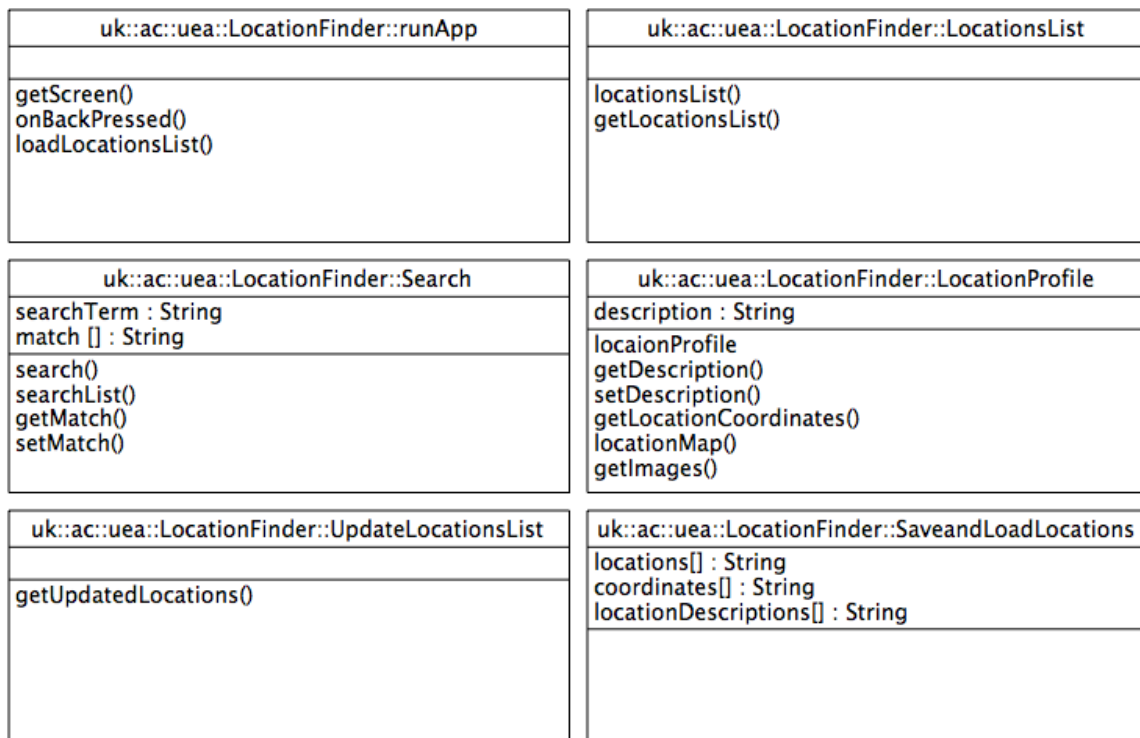 uk::ac::uea::LocationFinder::runApp
getScreen()
onBackPressed()
loadLocationsList()
uk::ac::uea::LocationFinder::LocationsList
locationsList()
getLocationsList()
uk::ac::uea::LocationFinder::Search
searchTerm : String
match [] : String
search()
searchList()
getMatch()
setMatch()
uk::ac::uea::LocationFinder::LocationProfile
description : String
locaionProfile
getDescription()
setDescription()
getLocationCoordinates()
locationMap()
getImages()
uk::ac::uea::LocationFinder::UpdateLocationsList
getUpdatedLocations()
uk::ac::uea::LocationFinder::SaveandLoadLocations
locations[] : String
coordinates[] : String
locationDescriptions[] : String